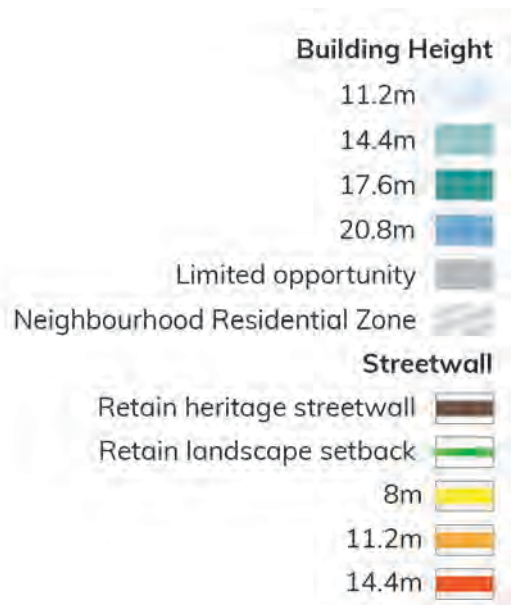 Building Height
11.2m
14.4m
17.6m
20.8m
Limited opportunity
Neighbourhood Residential Zone
Streetwall
Retain heritage streetwall
Retain landscape setback
8m
11.2m
14.4m